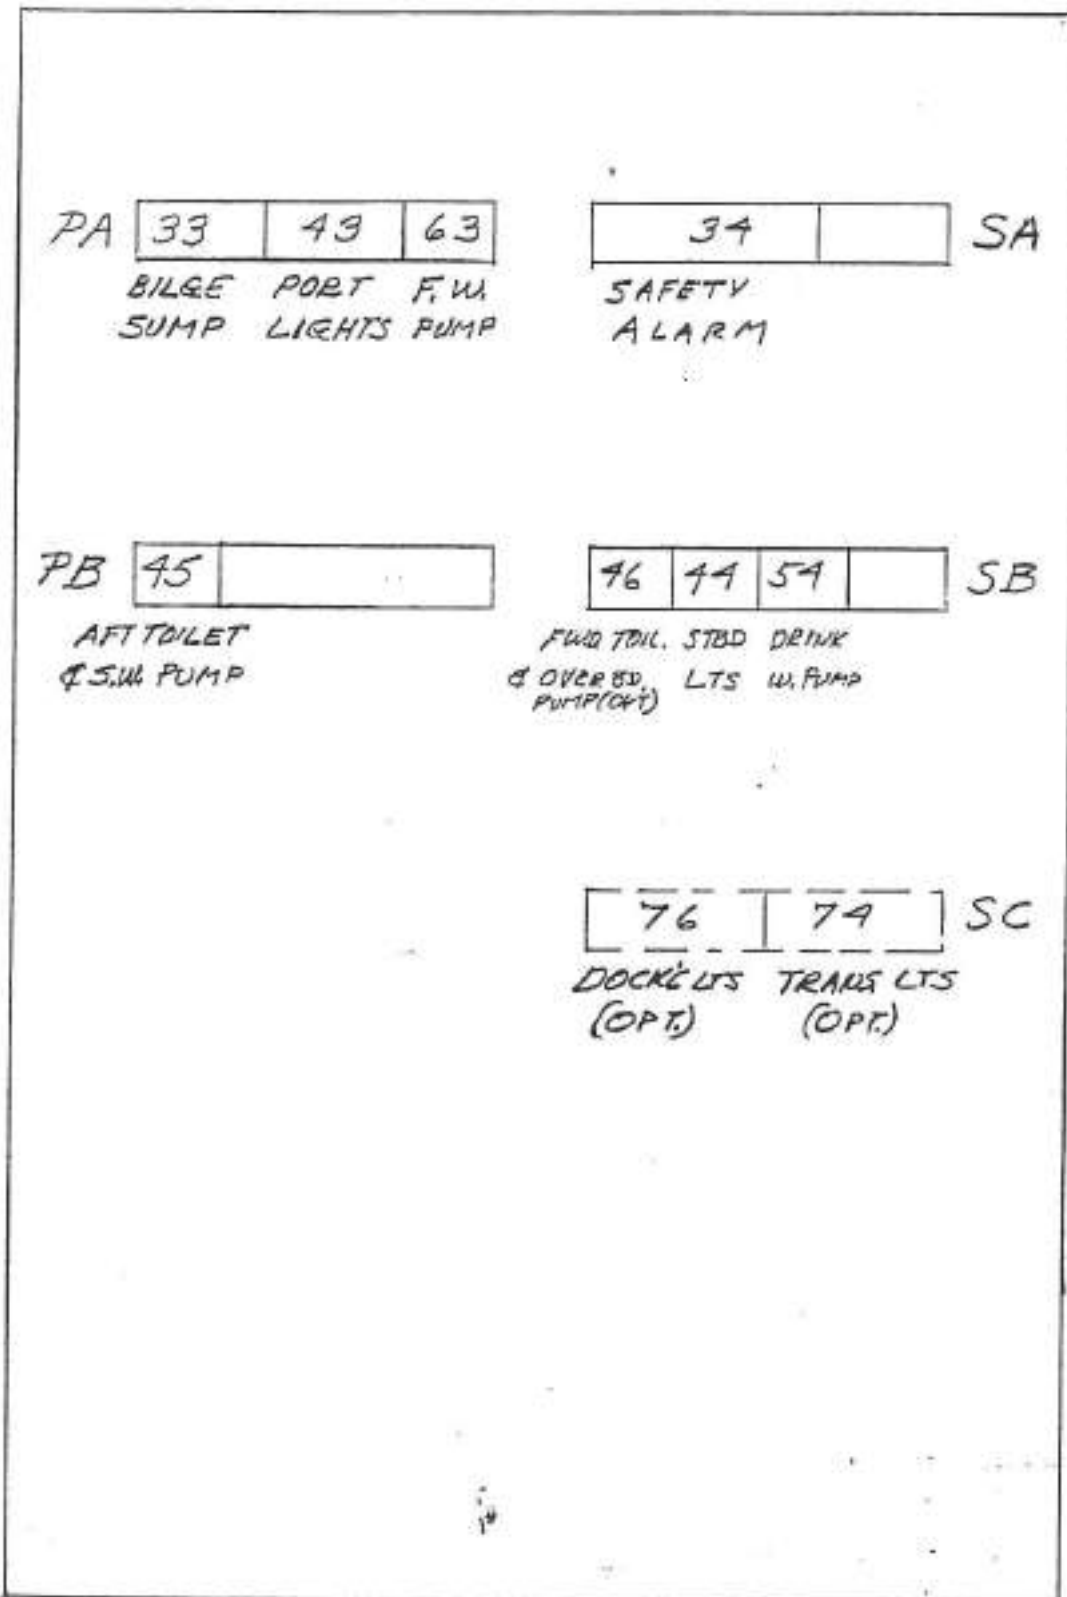 PA 33 43 63
BILGE PORT F.W.
SUMP LIGHTS PUMP
34 SA
SAFETY
ALARM
PB 45
AFT TOILET
& S.W. PUMP
46 44 54 SB
FWD TOIL. STBD DRINK
& OVERBD. LTS W. PUMP
PUMP (OPT)
76 74 SC
DOCK'G LTS TRANS LTS
(OPT.) (OPT.)